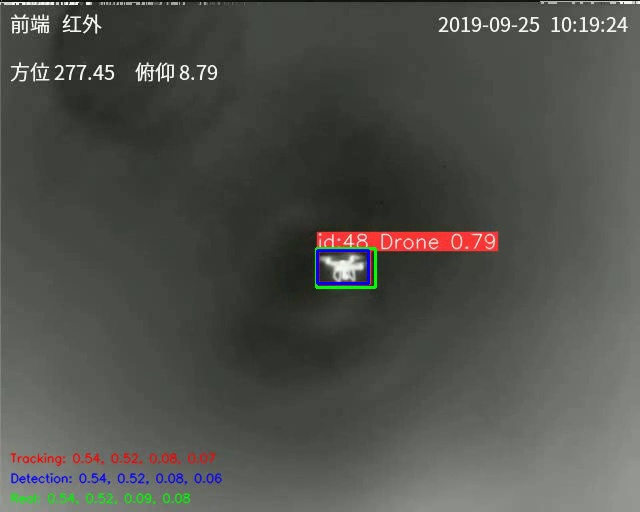 前端 红外
2019-09-25 10:19:24
方位 277.45 俯仰 8.79
id:48 Drone 0.79
Tracking: 0.54, 0.52, 0.08, 0.07
Detection: 0.54, 0.52, 0.08, 0.06
0.54, 0.52, 0.09, 0.08